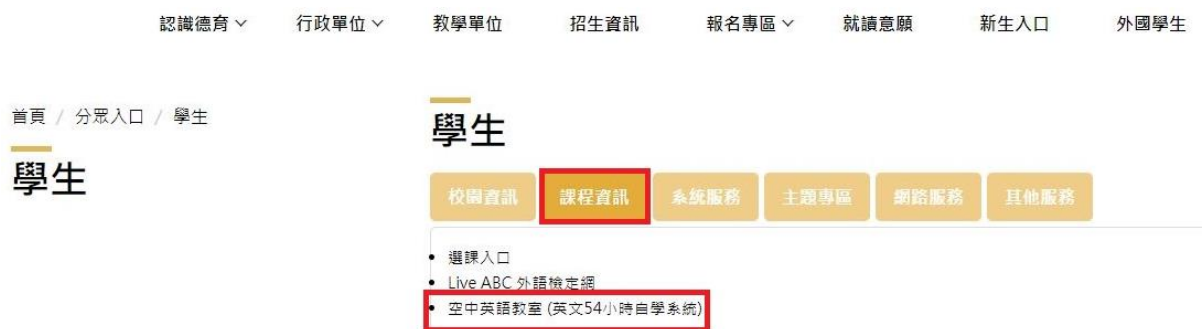 認識德育 行政單位 教學單位 招生資訊 報名專區 就讀意願 新生入口 外國學生
首頁 / 分眾入口 / 學生
學生
學生
校園資訊 課程資訊 系統服務 主題專區 網路服務 其他服務
選課入口
Live ABC 外語檢定網
空中英語教室 (英文54小時自學系統)